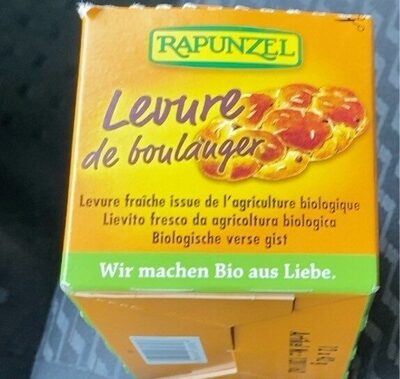 RAPUNZEL
Levure
de boulanger
Levure fraîche issue de l'agriculture biologique
Lievito fresco da agricoltura biologica
Biologische verse gist
Wir machen Bio aus Liebe.